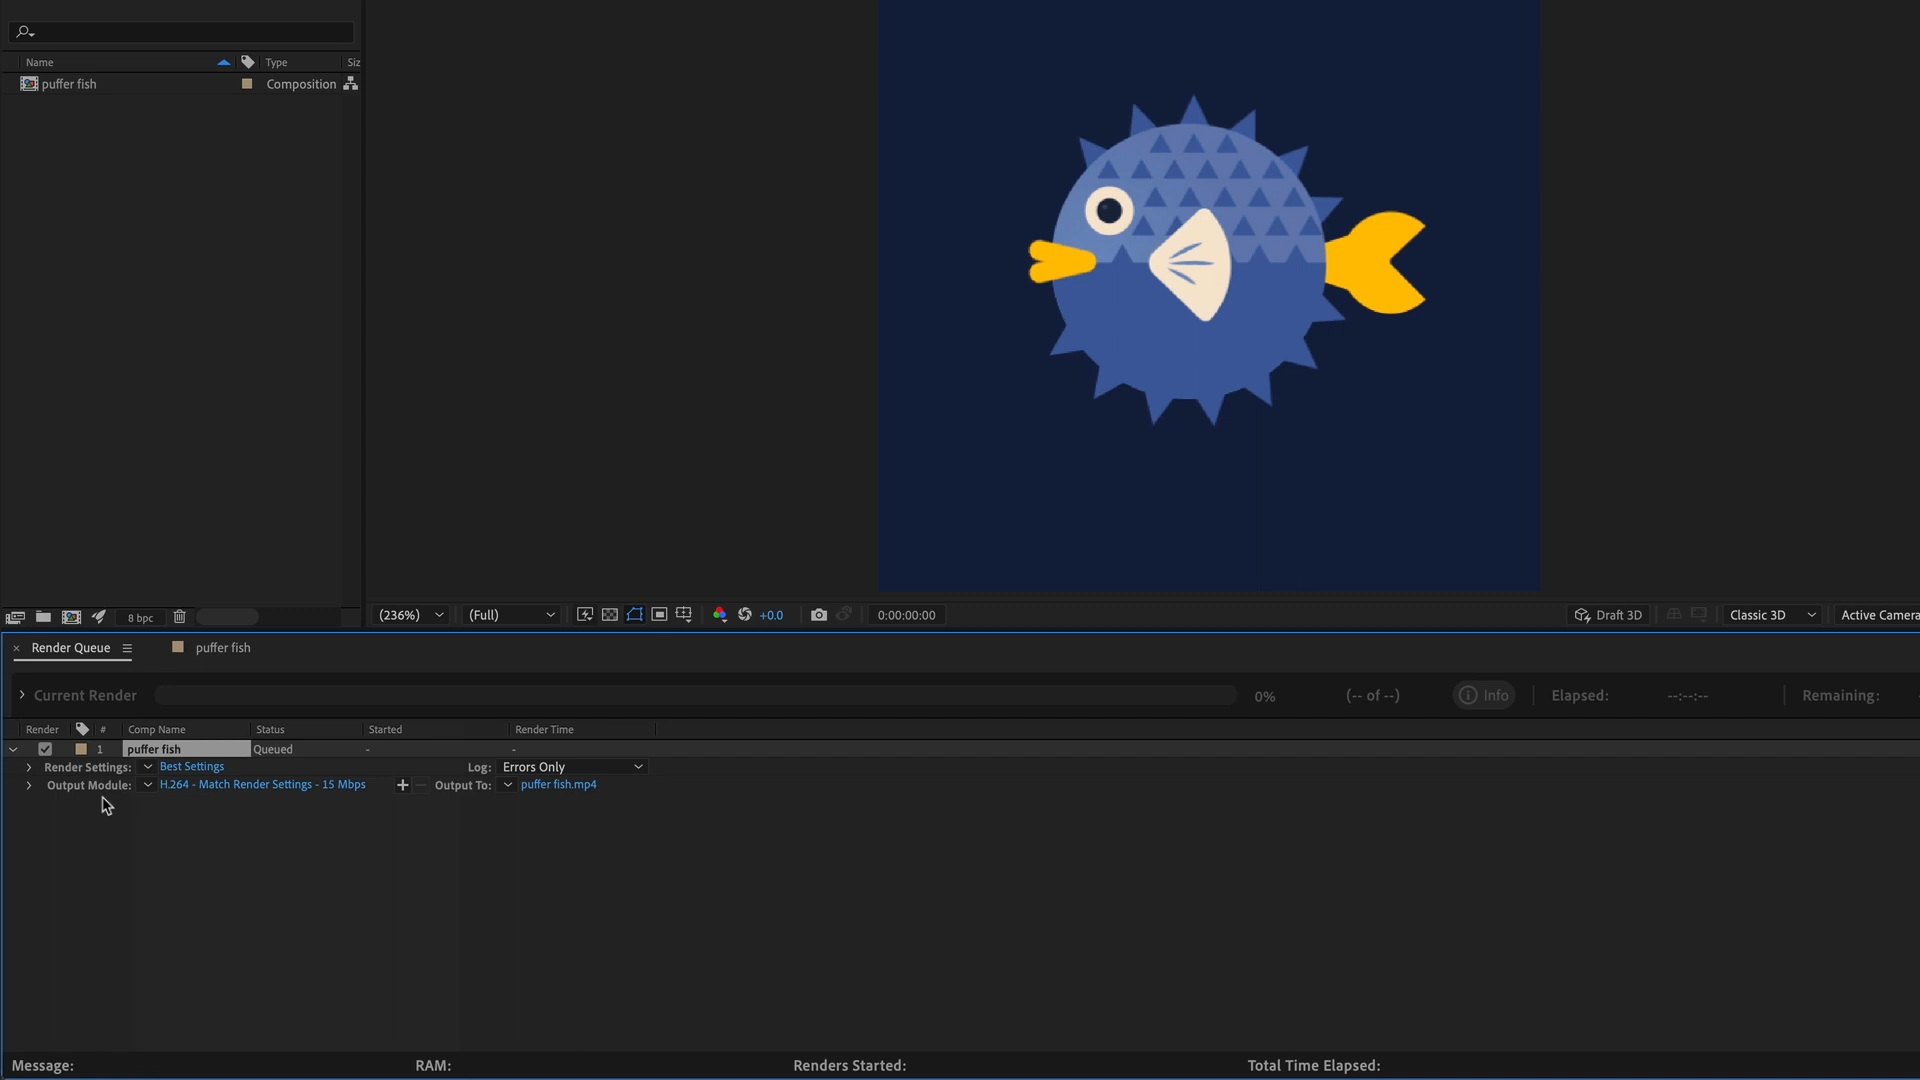 Name Type Siz
puffer fish Composition
8 bpc (236%) (Full) +0.0 0:00:00:00 Draft 3D Classic 3D Active Camera
Render Queue puffer fish
Current Render 0% (-- of --) Info Elapsed: --:--:-- Remaining:
Render # Comp Name Status Started Render Time
1 puffer fish Queued - -
Render Settings: Best Settings Log: Errors Only
Output Module: H.264 - Match Render Settings - 15 Mbps Output To: puffer fish.mp4
Message: RAM: Renders Started: Total Time Elapsed: